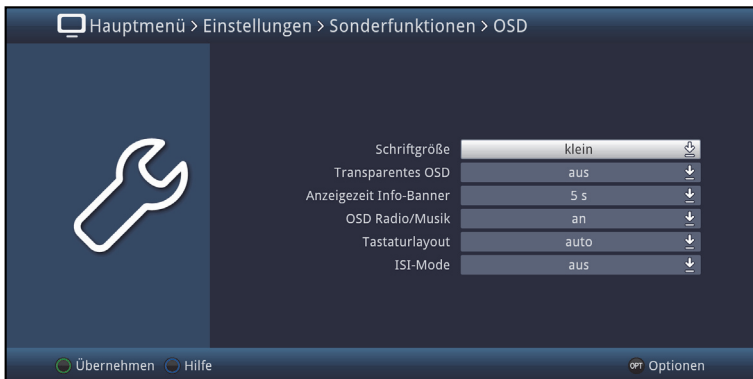 Hauptmenü > Einstellungen > Sonderfunktionen > OSD
Schriftgröße klein
Transparentes OSD aus
Anzeigezeit Info-Banner 5 s
OSD Radio/Musik an
Tastaturlayout auto
ISI-Mode aus
Übernehmen Hilfe OPT Optionen